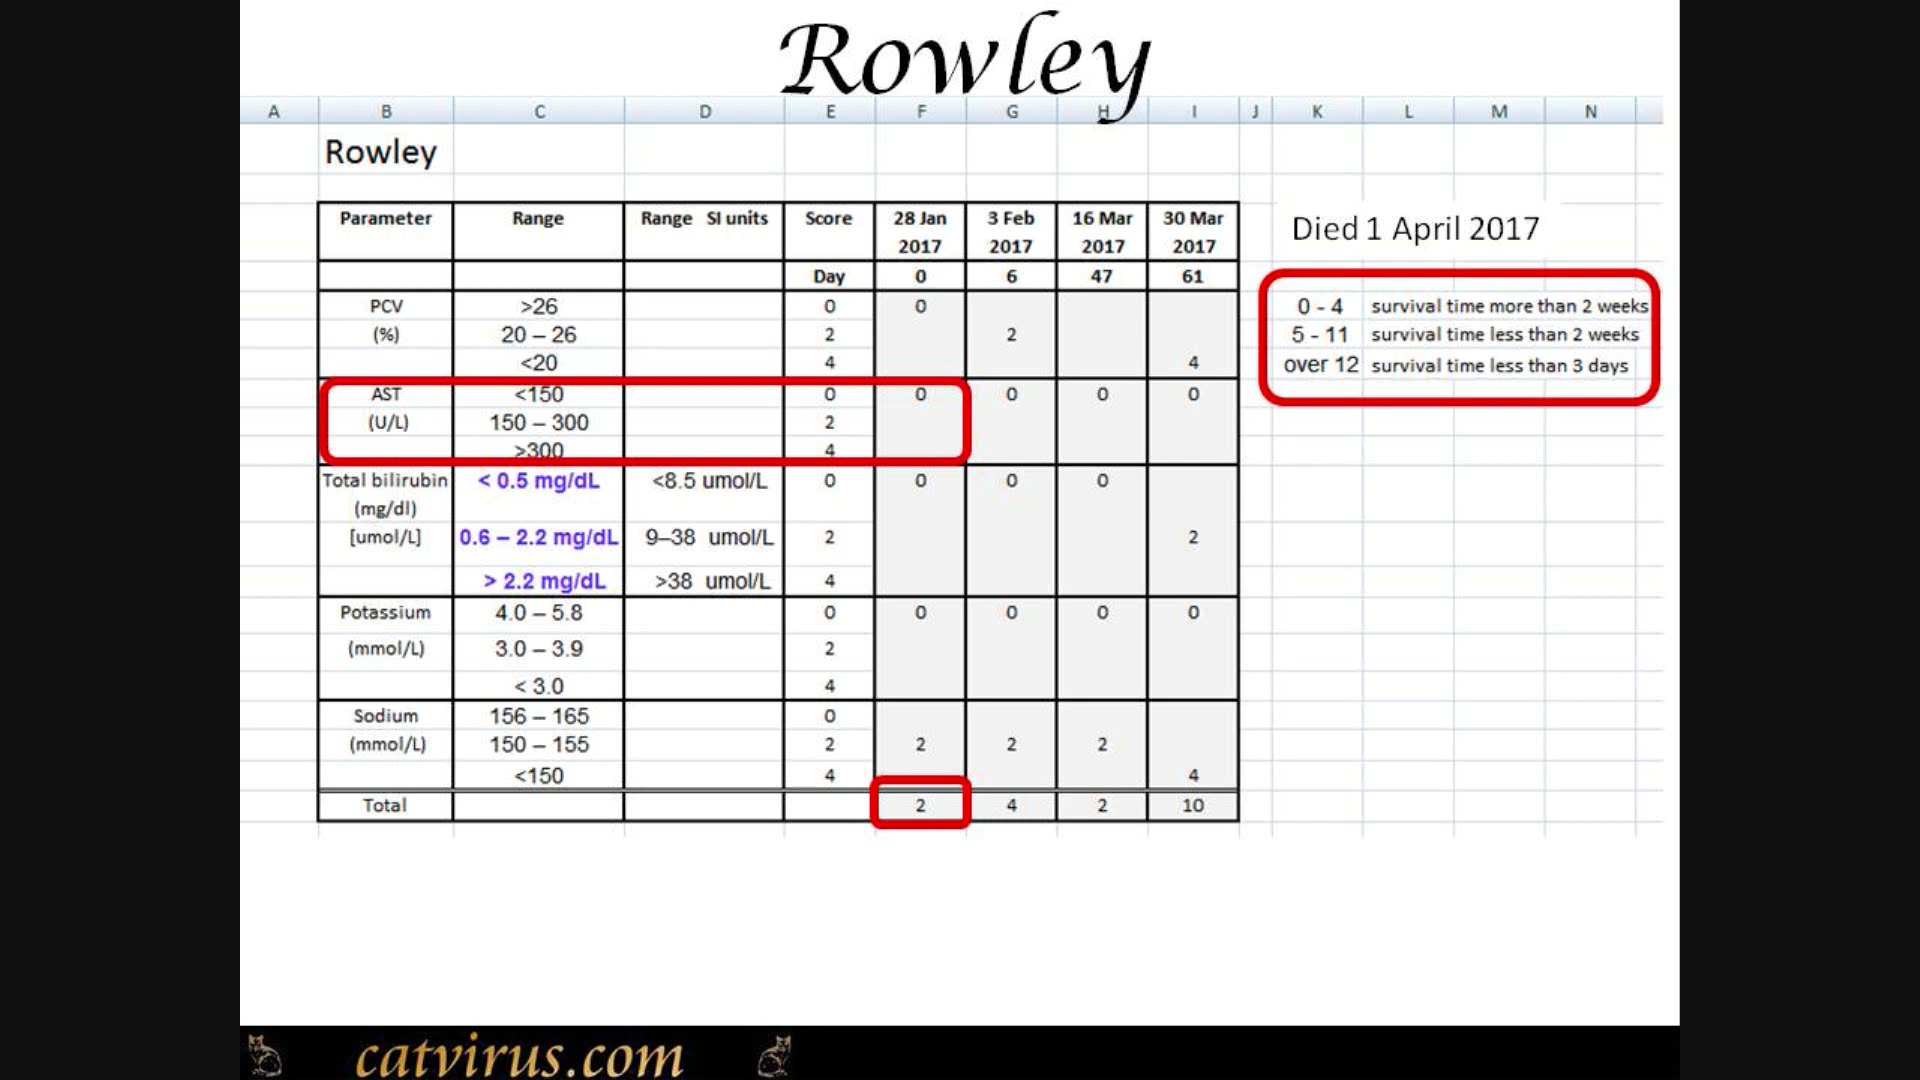 Rowley
A B C D E F G H I J K L M N
Rowley
Parameter Range Range SI units Score 28 Jan 2017 3 Feb 2017 16 Mar 2017 30 Mar 2017
Died 1 April 2017
Day 0 6 47 61
PCV >26 0 0
0 - 4 survival time more than 2 weeks
(%) 20 – 26 2 2
5 - 11 survival time less than 2 weeks
<20 4 4
over 12 survival time less than 3 days
AST <150 0 0 0 0 0
(U/L) 150 – 300 2
>300 4
Total bilirubin < 0.5 mg/dL <8.5 umol/L 0 0 0 0
(mg/dl)
[umol/L] 0.6 – 2.2 mg/dL 9–38 umol/L 2 2
> 2.2 mg/dL >38 umol/L 4
Potassium 4.0 – 5.8 0 0 0 0 0
(mmol/L) 3.0 – 3.9 2
< 3.0 4
Sodium 156 – 165 0
(mmol/L) 150 – 155 2 2 2 2
<150 4 4
Total 2 4 2 10
catvirus.com